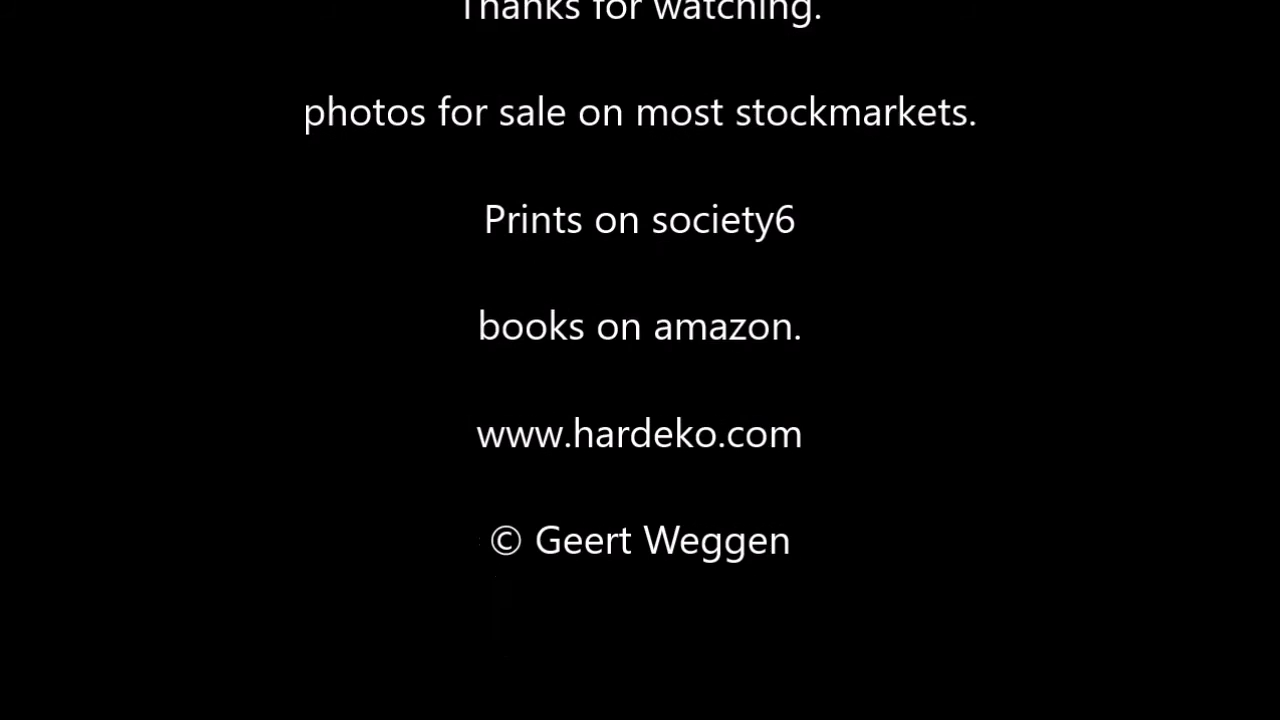 Thanks for watching.
photos for sale on most stockmarkets.
Prints on society6
books on amazon.
www.hardeko.com
© Geert Weggen